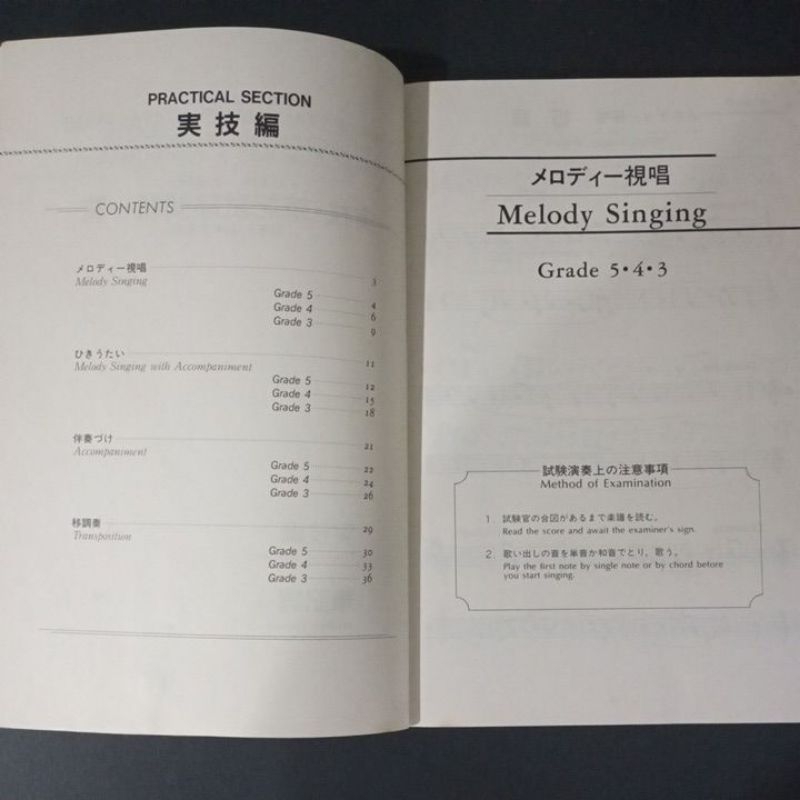 PRACTICAL SECTION
実技編
CONTENTS
メロディー視唱 3
Melody Singing
Grade 5 4
Grade 4 6
Grade 3 9
ひきうたい 11
Melody Singing with Accompaniment
Grade 5 12
Grade 4 15
Grade 3 18
伴奏づけ 21
Accompaniment
Grade 5 22
Grade 4 24
Grade 3 26
移調奏 29
Transposition
Grade 5 30
Grade 4 33
Grade 3 36
メロディー視唱
Melody Singing
Grade 5・4・3
試験演奏上の注意事項
Method of Examination
1. 試験官の合図があるまで楽譜を読む。
Read the score and await the examiner's sign.
2. 歌い出しの音を単音か和音でとり、歌う。
Play the first note by single note or by chord before
you start singing.